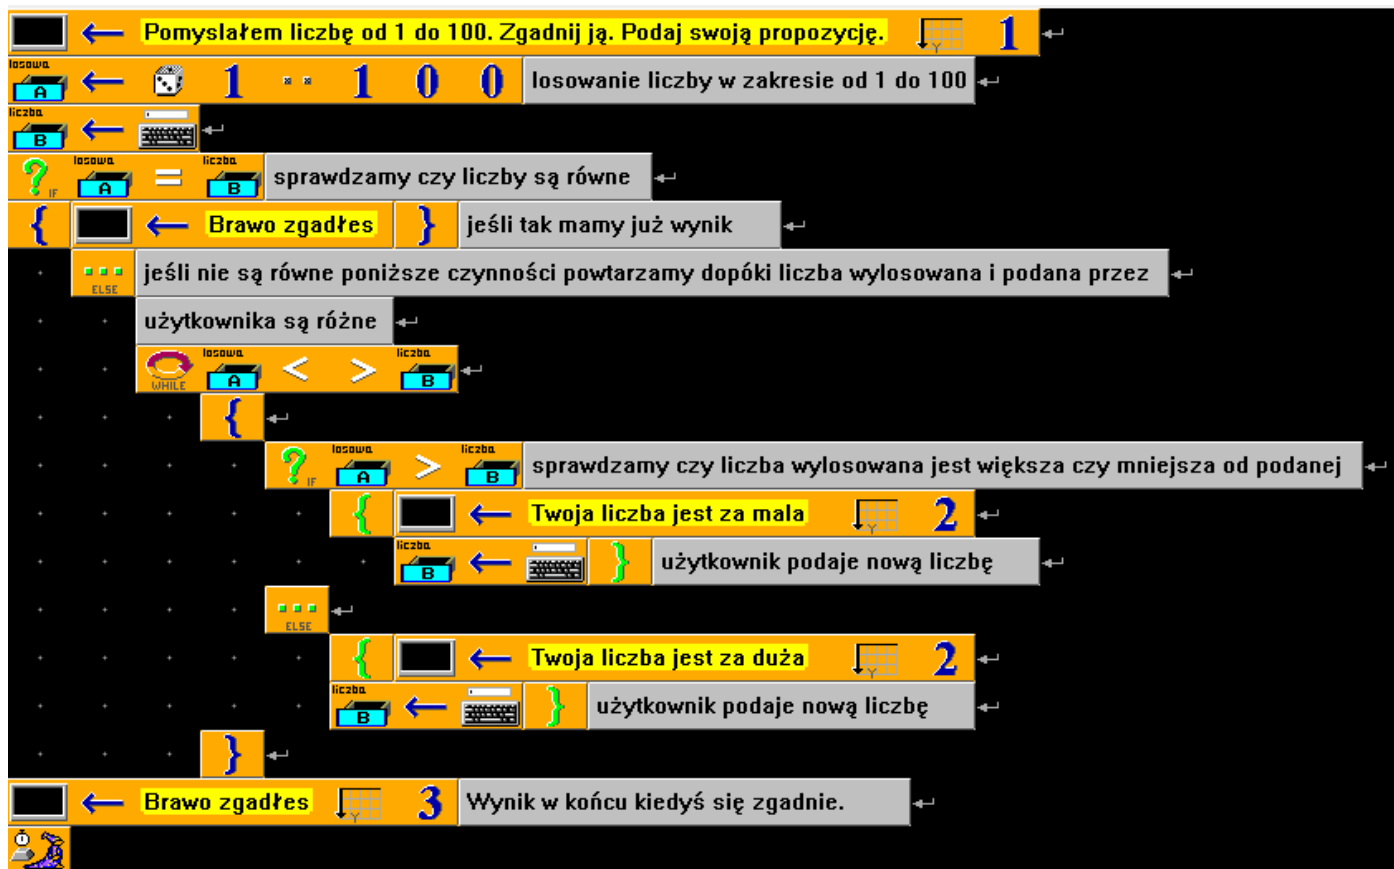 Pomyslałem liczbę od 1 do 100. Zgadnij ją. Podaj swoją propozycję. Y 1
losowa A 1 .. 1 0 0 losowanie liczby w zakresie od 1 do 100
liczba B
? IF losowa A = liczba B sprawdzamy czy liczby są równe
{ Brawo zgadłes } jeśli tak mamy już wynik
... ELSE jeśli nie są równe poniższe czynności powtarzamy dopóki liczba wylosowana i podana przez
użytkownika są różne
WHILE losowa A < > liczba B
{
? IF losowa A > liczba B sprawdzamy czy liczba wylosowana jest większa czy mniejsza od podanej
{ Twoja liczba jest za mala Y 2
liczba B } użytkownik podaje nową liczbę
... ELSE
{ Twoja liczba jest za duża Y 2
liczba B } użytkownik podaje nową liczbę
}
Brawo zgadłes Y 3 Wynik w końcu kiedyś się zgadnie.